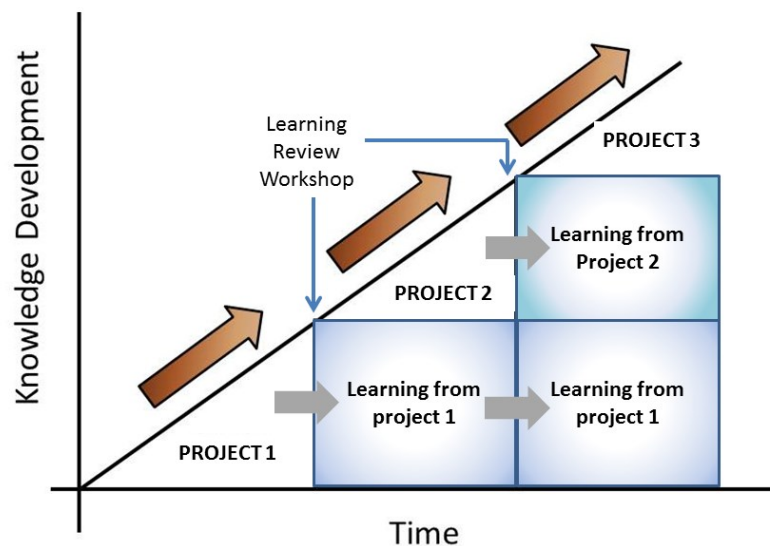 Knowledge Development
Learning
Review
Workshop
PROJECT 3
Learning from
Project 2
PROJECT 2
Learning from
project 1
Learning from
project 1
PROJECT 1
Time